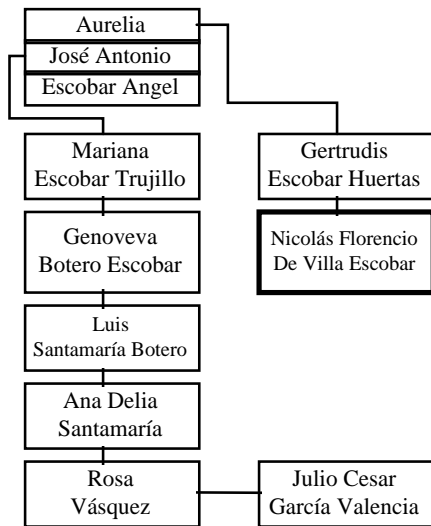 Aurelia
José Antonio
Escobar Angel
Mariana
Escobar Trujillo
Gertrudis
Escobar Huertas
Genoveva
Botero Escobar
Nicolás Florencio
De Villa Escobar
Luis
Santamaría Botero
Ana Delia
Santamaría
Rosa
Vásquez
Julio Cesar
García Valencia